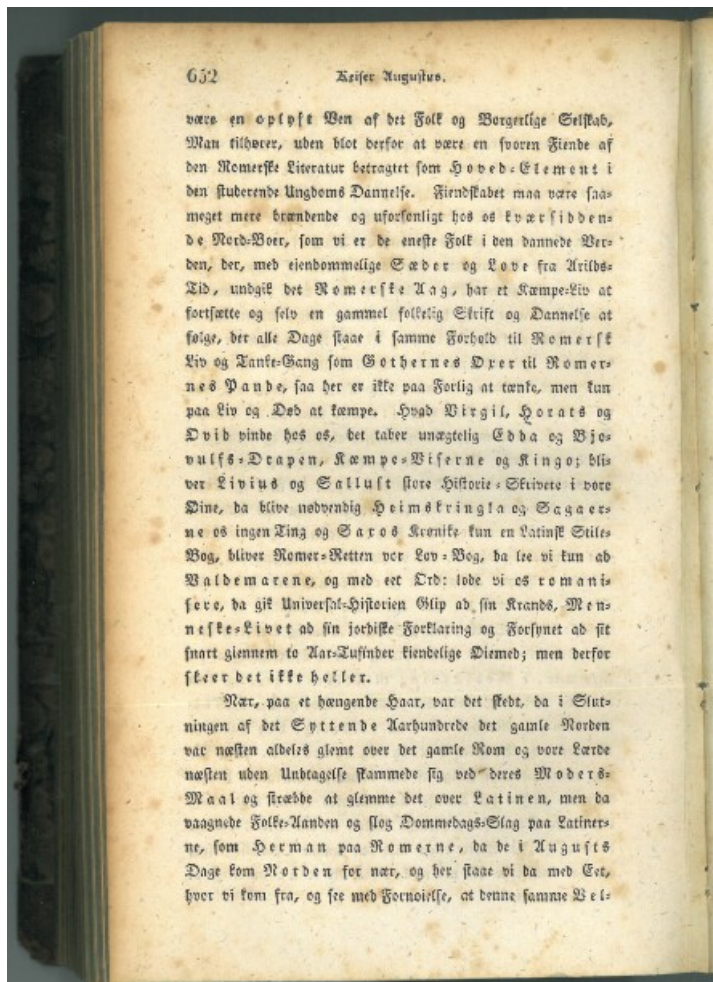 652
Keiser Augustus.
være en oplyst Ven af det Folk og Borgerlige Selskab,
Man tilhører, uden blot derfor at være en svoren Fiende af
den Romerske Literatur betragtet som Hoved-Element i
den studerende Ungdoms Dannelse. Fiendskabet maa være saa-
meget mere brændende og uforsonligt hos os kværsidden-
de Nord-Boer, som vi er de eneste Folk i den dannede Ver-
den, der, med eiendommelige Sæder og Love fra Arilds-
Tid, undgik det Romerske Aag, har et Kæmpe-Liv at
fortsætte og selv en gammel folkelig Skrift og Dannelse at
følge, der alle Dage staae i samme Forhold til Romersk
Liv og Tanke-Gang som Gothernes Øxer til Romer-
nes Pande, saa her er ikke paa Forlig at tænke, men kun
paa Liv og Død at kæmpe. Hvad Virgil, Horats og
Ovid vinde hos os, det taber unægtelig Edda og Bjo-
vulfs-Drapen, Kæmpe-Viserne og Kingo; bli-
ver Livius og Sallust store Historie-Skrivere i vore
Øine, da blive nødvendig Heimskringla og Sagaer-
ne os ingen Ting og Saxos Krønike kun en Latinsk Stile-
Bog, bliver Romer-Retten vor Lov-Bog, da lee vi kun ad
Valdemarene, og med eet Ord: lode vi os romani-
sere, da gik Universal-Historien Glip ad sin Krands, Men-
neske-Livet ad sin jordiske Forklaring og Forsynet ad sit
snart giennem to Aar-Tusinder kiendelige Øiemed; men derfor
skeer det ikke heller.
Nær, paa et hængende Haar, var det skedt, da i Slut-
ningen af det Syttende Aarhundrede det gamle Norden
var næsten aldeles glemt over det gamle Rom og vore Lærde
næsten uden Undtagelse skammede sig ved deres Moders-
Maal og stræbde at glemme det over Latinen, men da
vaagnede Folke-Aanden og slog Dommedags-Slag paa Latiner-
ne, som Herman paa Romerne, da de i Augusts
Dage kom Norden for nær, og her staae vi da med Eet,
hvor vi kom fra, og see med Fornøielse, at denne samme Vel-